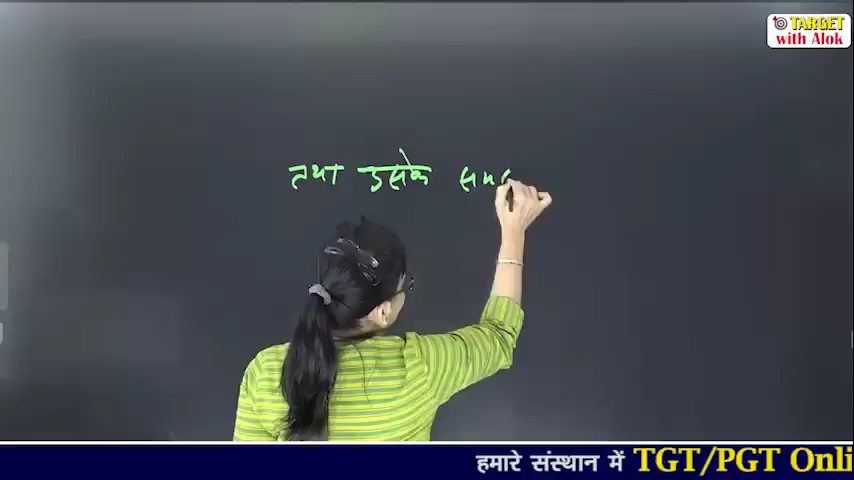 TARGET
with Alok
तथा उसके
हमारे संस्थान में TGT/PGT Onli